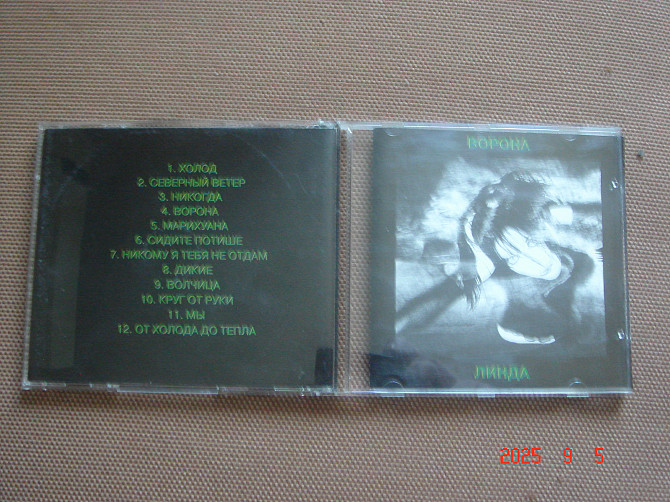 1. ХОЛОД
2. СЕВЕРНЫЙ ВЕТЕР
3. НИКОГДА
4. ВОРОНА
5. МАРИХУАНА
6. СИДИТЕ ПОТИШЕ
7. НИКОМУ Я ТЕБЯ НЕ ОТДАМ
8. ДИКИЕ
9. ВОЛЧИЦА
10. КРУГ ОТ РУКИ
11. МЫ
12. ОТ ХОЛОДА ДО ТЕПЛА
ВОРОНА
ЛИНДА
2025 9 5